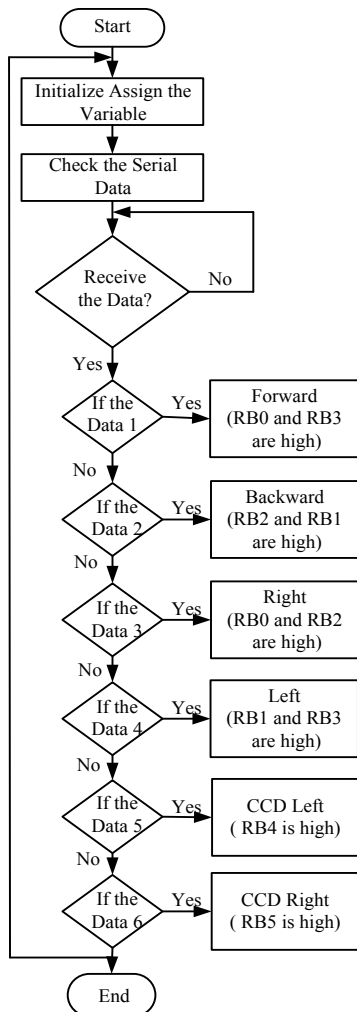 Start
Initialize Assign the
Variable
Check the Serial
Data
Receive
the Data?
No
Yes
If the
Data 1
Yes
Forward
(RB0 and RB3
are high)
No
If the
Data 2
Yes
Backward
(RB2 and RB1
are high)
No
If the
Data 3
Yes
Right
(RB0 and RB2
are high)
No
If the
Data 4
Yes
Left
(RB1 and RB3
are high)
No
If the
Data 5
Yes
CCD Left
( RB4 is high)
No
If the
Data 6
Yes
CCD Right
( RB5 is high)
End